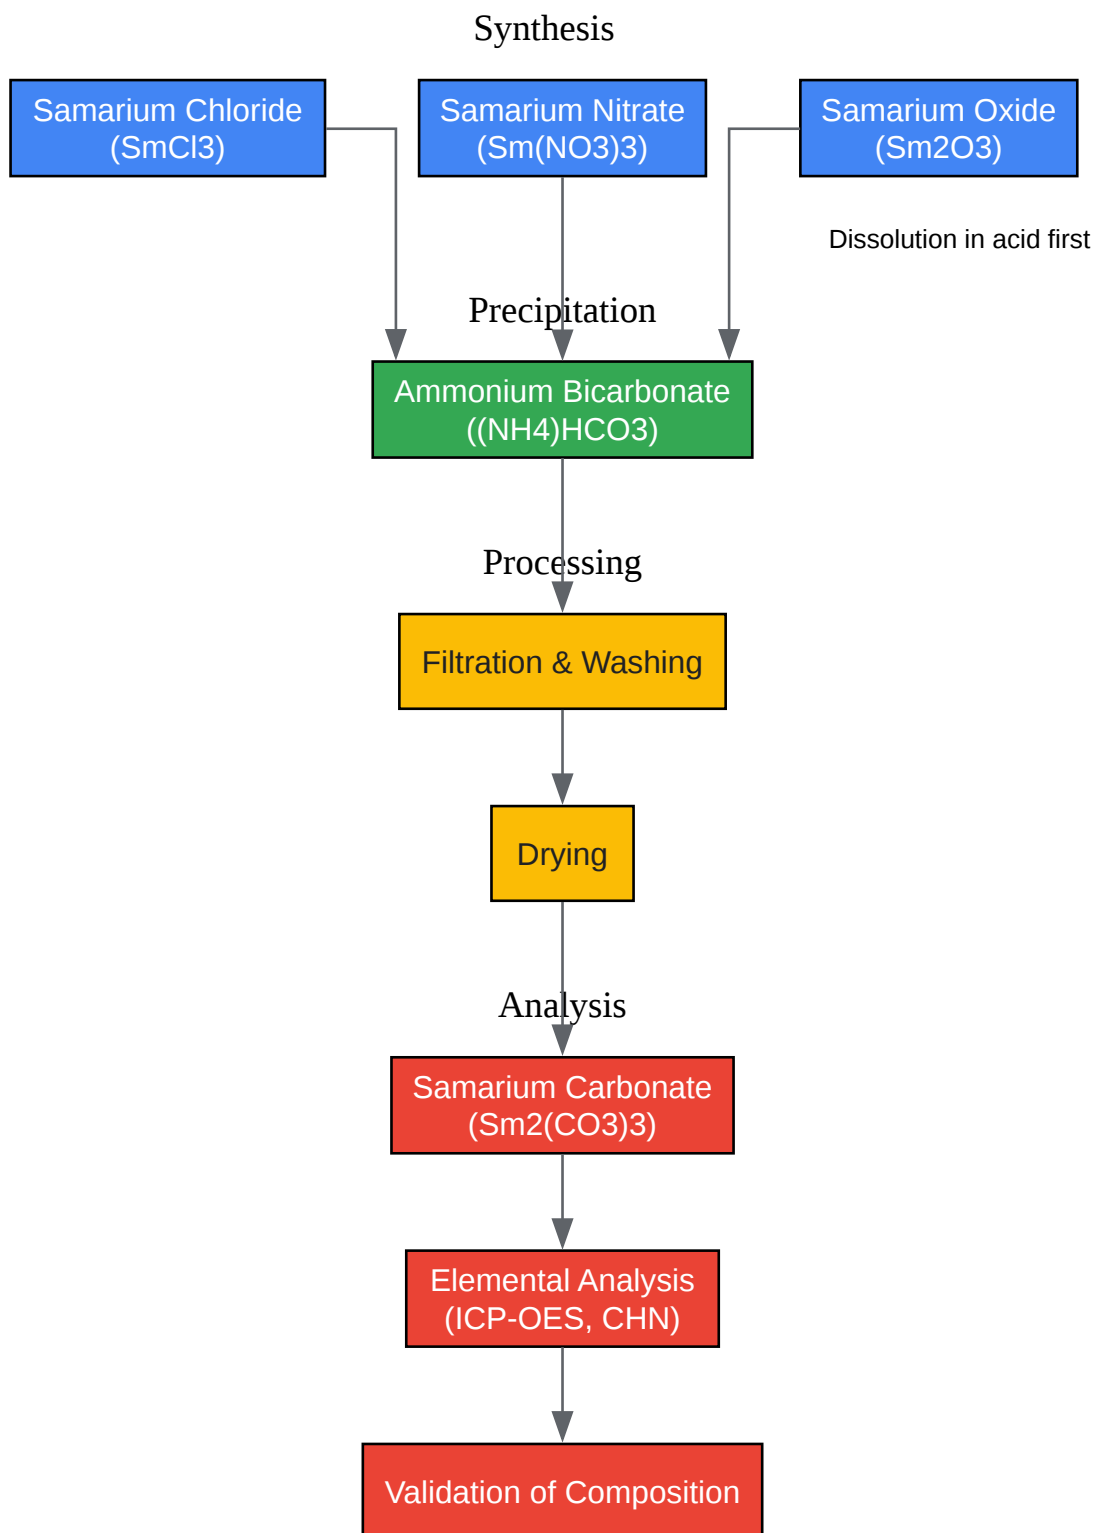 Synthesis
Samarium Chloride
(SmCl3)
Samarium Nitrate
(Sm(NO3)3)
Samarium Oxide
(Sm2O3)
Dissolution in acid first
Precipitation
Ammonium Bicarbonate
((NH4)HCO3)
Processing
Filtration & Washing
Drying
Analysis
Samarium Carbonate
(Sm2(CO3)3)
Elemental Analysis
(ICP-OES, CHN)
Validation of Composition